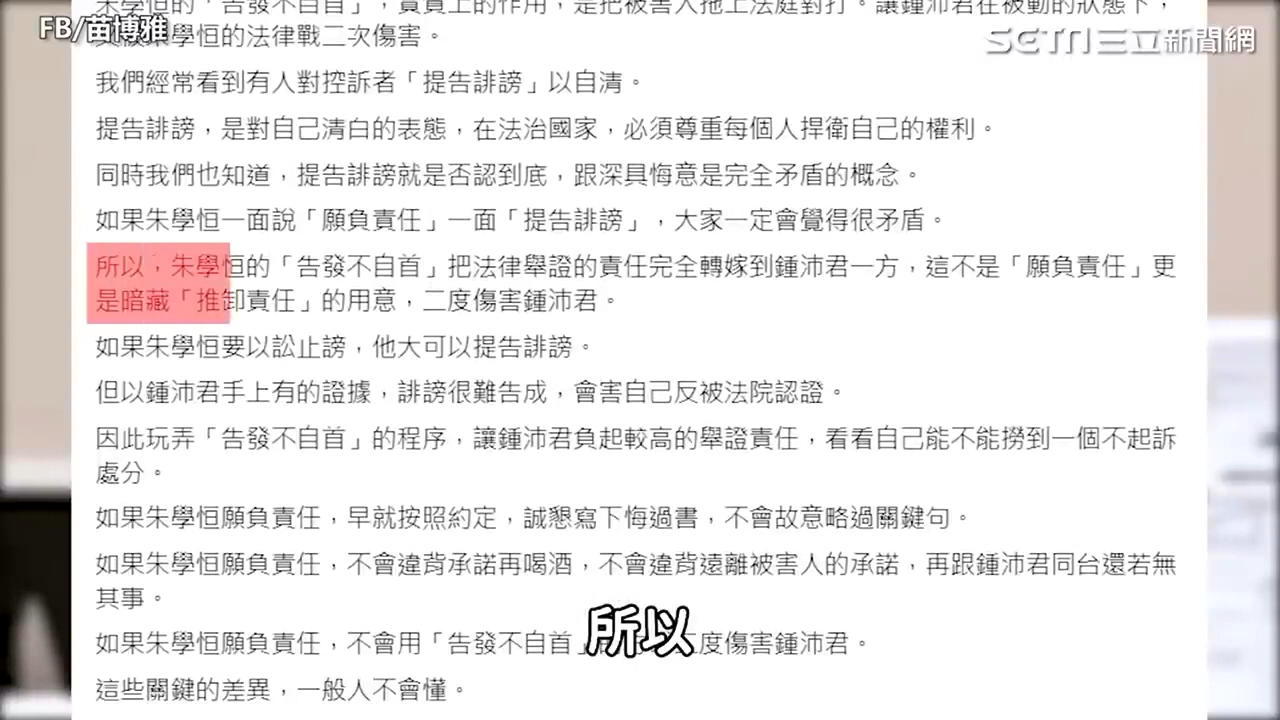 朱學恒的「告發不自首」，實質上的作用，是把被害人拖上法庭對打。讓鍾沛君在被動的狀態下，
FB/苗博雅
SETN三立新聞網
學恒的法律戰二次傷害。
我們經常看到有人對控訴者「提告誹謗」以自清。
提告誹謗，是對自己清白的表態，在法治國家，必須尊重每個人捍衛自己的權利。
同時我們也知道，提告誹謗就是否認到底，跟深具悔意是完全矛盾的概念。
如果朱學恒一面說「願負責任」一面「提告誹謗」，大家一定會覺得很矛盾。
所以，朱學恒的「告發不自首」把法律舉證的責任完全轉嫁到鍾沛君一方，這不是「願負責任」更
是暗藏「推卸責任」的用意，二度傷害鍾沛君。
如果朱學恒要以訟止謗，他大可以提告誹謗。
但以鍾沛君手上有的證據，誹謗很難告成，會害自己反被法院認證。
因此玩弄「告發不自首」的程序，讓鍾沛君負起較高的舉證責任，看看自己能不能撈到一個不起訴
處分。
如果朱學恒願負責任，早就按照約定，誠懇寫下悔過書，不會故意略過關鍵句。
如果朱學恒願負責任，不會違背承諾再喝酒，不會違背遠離被害人的承諾，再跟鍾沛君同台還若無
其事。
如果朱學恒願負責任，不會用「告發不自首」二度傷害鍾沛君。
所以
這些關鍵的差異，一般人不會懂。